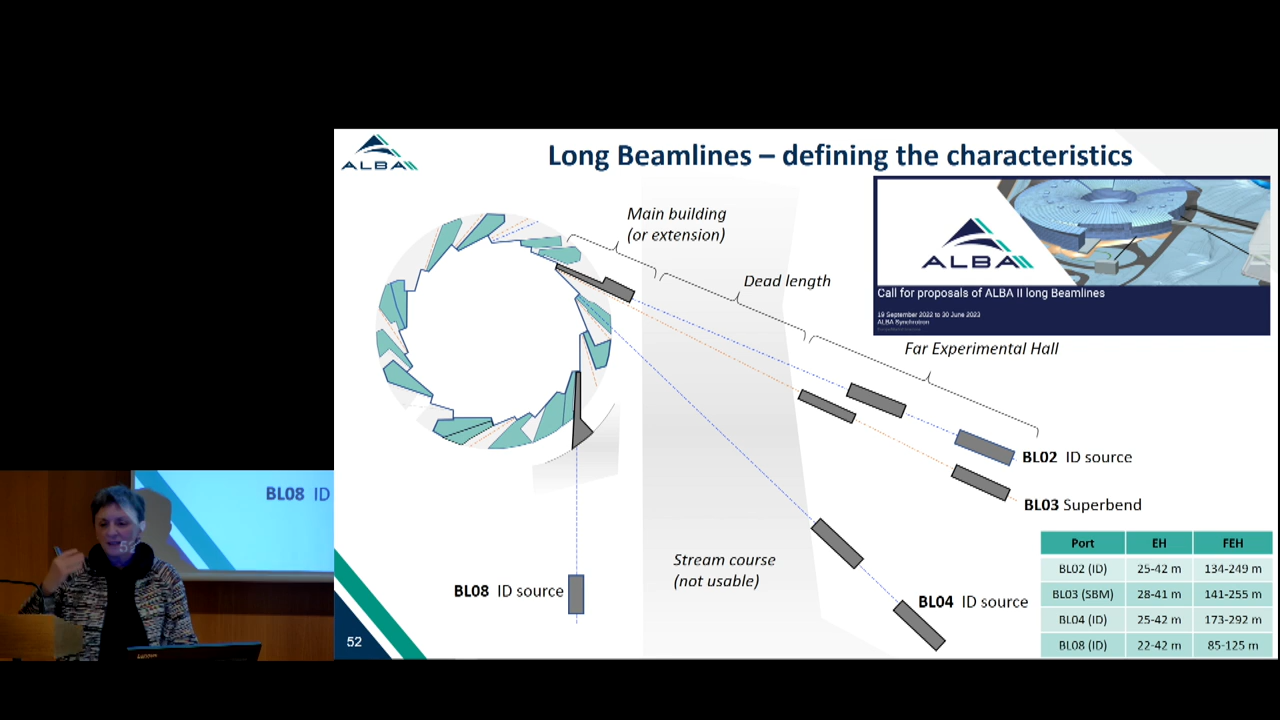 ALBA
Long Beamlines – defining the characteristics
Main building
(or extension)
Dead length
ALBA
Call for proposals of ALBA II long Beamlines
19 September 2022 to 30 June 2023
ALBA Synchrotron
Far Experimental Hall
BL02 ID source
BL03 Superbend
Stream course
(not usable)
BL08 ID source
BL04 ID source
Port EH FEH
BL02 (ID) 25-42 m 134-249 m
BL03 (SBM) 28-41 m 141-255 m
BL04 (ID) 25-42 m 173-292 m
BL08 (ID) 22-42 m 85-125 m
52
BL08 ID
52